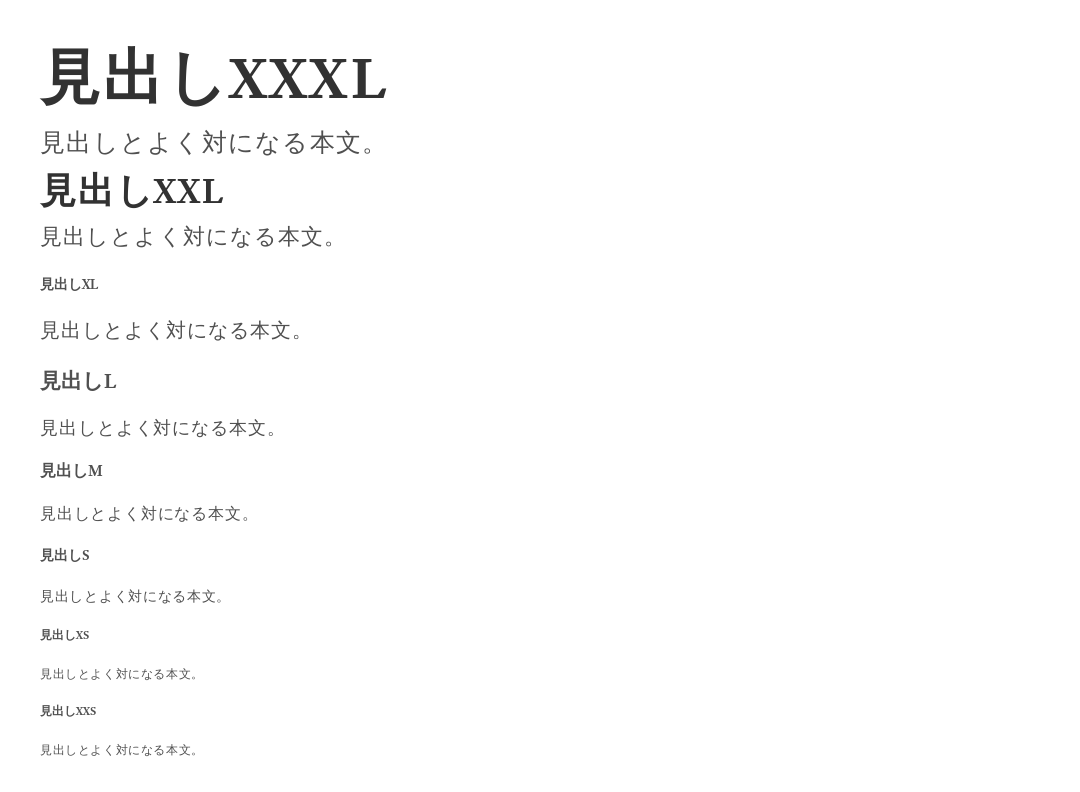 見出しXXXL
見出しとよく対になる本文。
見出しXXL
見出しとよく対になる本文。
見出しXL
見出しとよく対になる本文。
見出しL
見出しとよく対になる本文。
見出しM
見出しとよく対になる本文。
見出しS
見出しとよく対になる本文。
見出しXS
見出しとよく対になる本文。
見出しXXS
見出しとよく対になる本文。